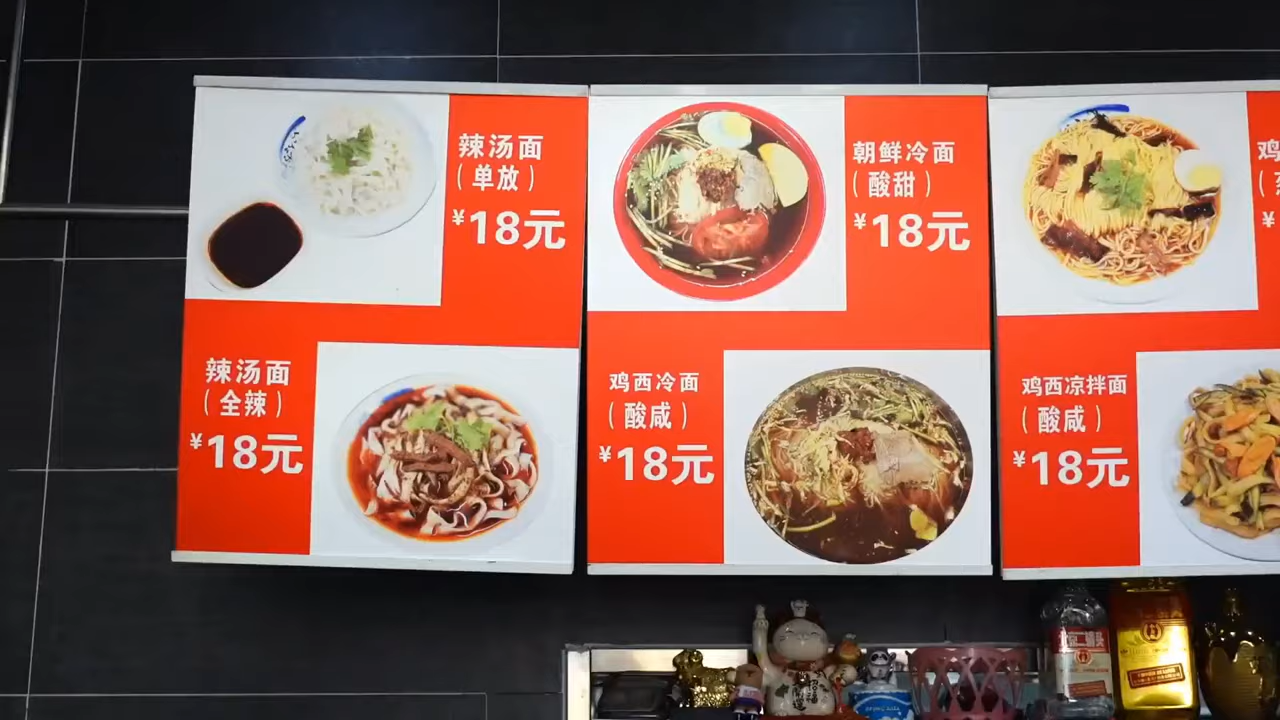 辣汤面
（单放）
¥18元
辣汤面
（全辣）
¥18元
朝鲜冷面
（酸甜）
¥18元
鸡西冷面
（酸咸）
¥18元
鸡
¥
鸡西凉拌面
（酸咸）
¥18元